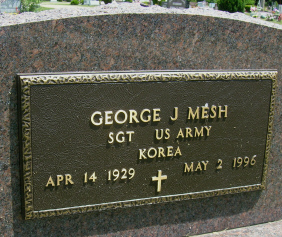 GEORGE J MESH
SGT US ARMY
KOREA
APR 14 1929 MAY 2 1996